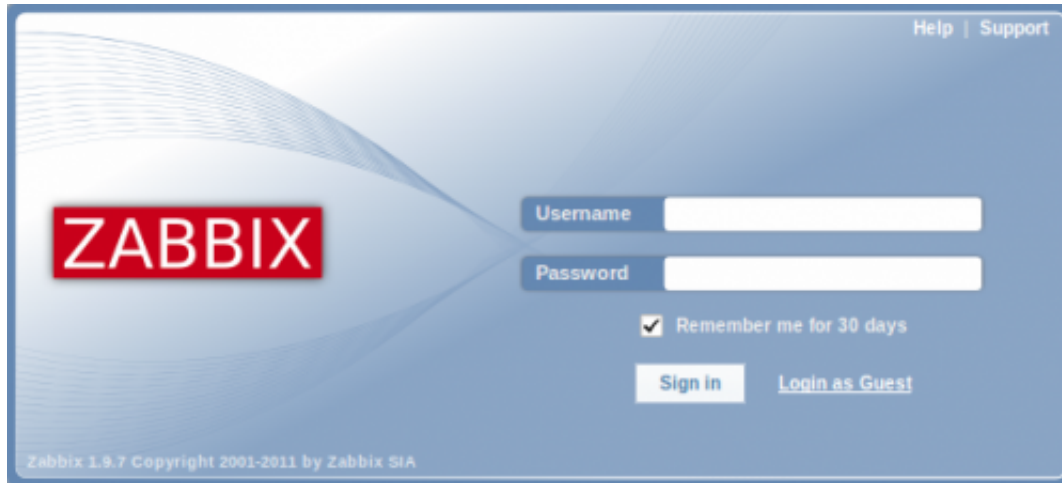 Help | Support
ZABBIX
Username
Password
Remember me for 30 days
Sign in Login as Guest
Zabbix 1.9.7 Copyright 2001-2011 by Zabbix SIA